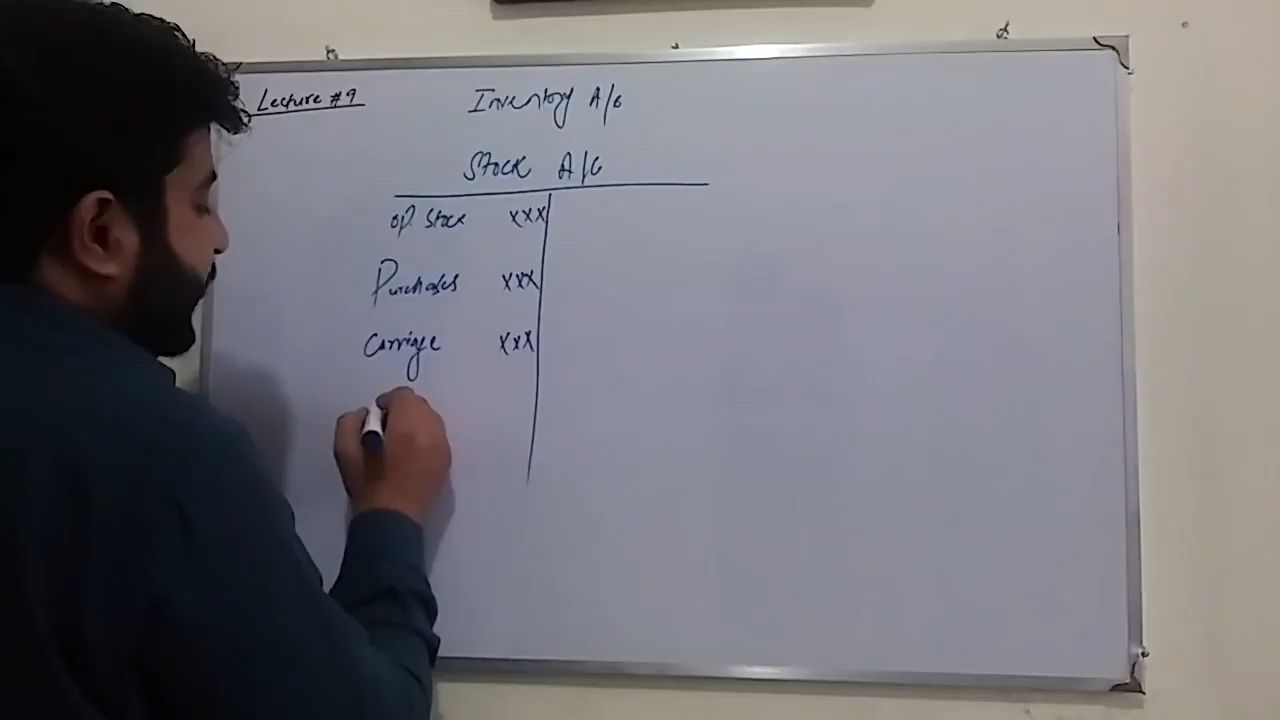 Lecture #9
Inventory A/c
Stock A/c
OP. Stock XXX
Purchases XXX
Carriage XXX